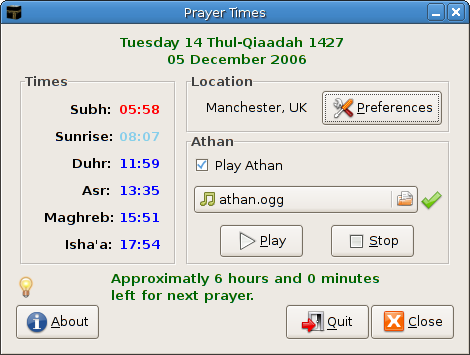 Prayer Times
Tuesday 14 Thul-Qiaadah 1427
05 December 2006
Times
Subh: 05:58
Sunrise: 08:07
Duhr: 11:59
Asr: 13:35
Maghreb: 15:51
Isha'a: 17:54
Location
Manchester, UK
Preferences
Athan
Play Athan
athan.ogg
Play
Stop
Approximatly 6 hours and 0 minutes
left for next prayer.
About
Quit
Close